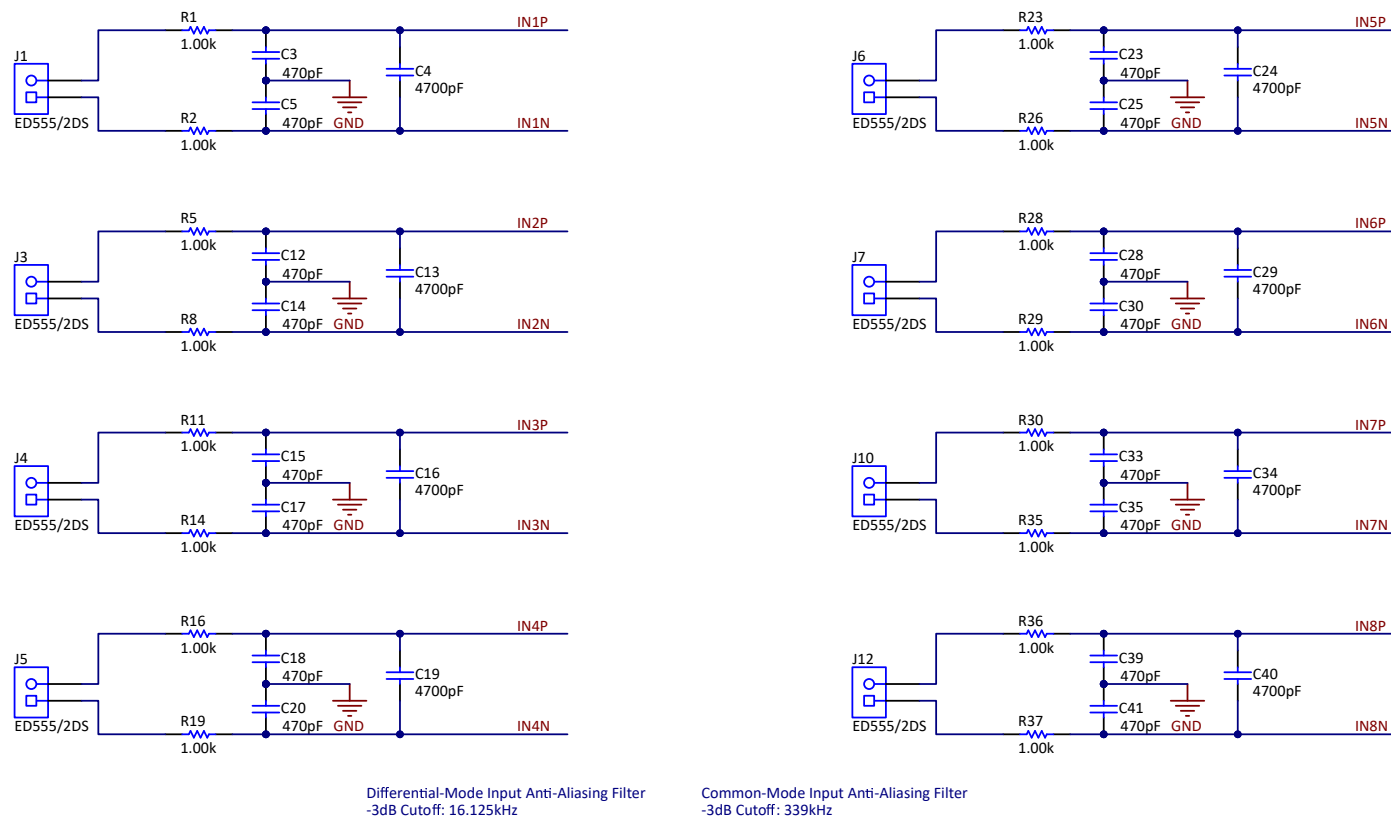 R1
1.00k
IN1P
J1
C3
470pF
C4
4700pF
C5
470pF
GND
R2
1.00k
ED555/2DS
IN1N
R23
1.00k
IN5P
J6
C23
470pF
C24
4700pF
C25
470pF
GND
R26
1.00k
ED555/2DS
IN5N
R5
1.00k
IN2P
J3
C12
470pF
C13
4700pF
C14
470pF
GND
R8
1.00k
ED555/2DS
IN2N
R28
1.00k
IN6P
J7
C28
470pF
C29
4700pF
C30
470pF
GND
R29
1.00k
ED555/2DS
IN6N
R11
1.00k
IN3P
J4
C15
470pF
C16
4700pF
C17
470pF
GND
R14
1.00k
ED555/2DS
IN3N
R30
1.00k
IN7P
J10
C33
470pF
C34
4700pF
C35
470pF
GND
R35
1.00k
ED555/2DS
IN7N
R16
1.00k
IN4P
J5
C18
470pF
C19
4700pF
C20
470pF
GND
R19
1.00k
ED555/2DS
IN4N
R36
1.00k
IN8P
J12
C39
470pF
C40
4700pF
C41
470pF
GND
R37
1.00k
ED555/2DS
IN8N
Differential-Mode Input Anti-Aliasing Filter
-3dB Cutoff: 16.125kHz
Common-Mode Input Anti-Aliasing Filter
-3dB Cutoff: 339kHz